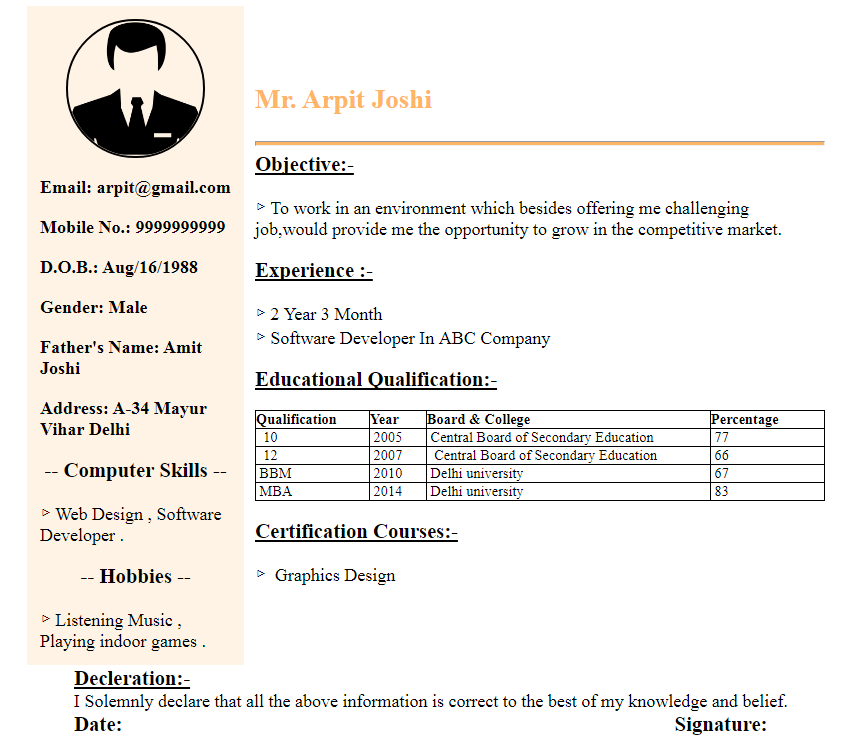 Email: arpit@gmail.com
Mobile No.: 9999999999
D.O.B.: Aug/16/1988
Gender: Male
Father's Name: Amit
Joshi
Address: A-34 Mayur
Vihar Delhi
-- Computer Skills --
Web Design , Software
Developer .
-- Hobbies --
Listening Music ,
Playing indoor games .
Mr. Arpit Joshi
Objective:-
To work in an environment which besides offering me challenging
job,would provide me the opportunity to grow in the competitive market.
Experience :-
2 Year 3 Month
Software Developer In ABC Company
Educational Qualification:-
Qualification Year Board & College Percentage
10 2005 Central Board of Secondary Education 77
12 2007 Central Board of Secondary Education 66
BBM 2010 Delhi university 67
MBA 2014 Delhi university 83
Certification Courses:-
Graphics Design
Decleration:-
I Solemnly declare that all the above information is correct to the best of my knowledge and belief.
Date: Signature: